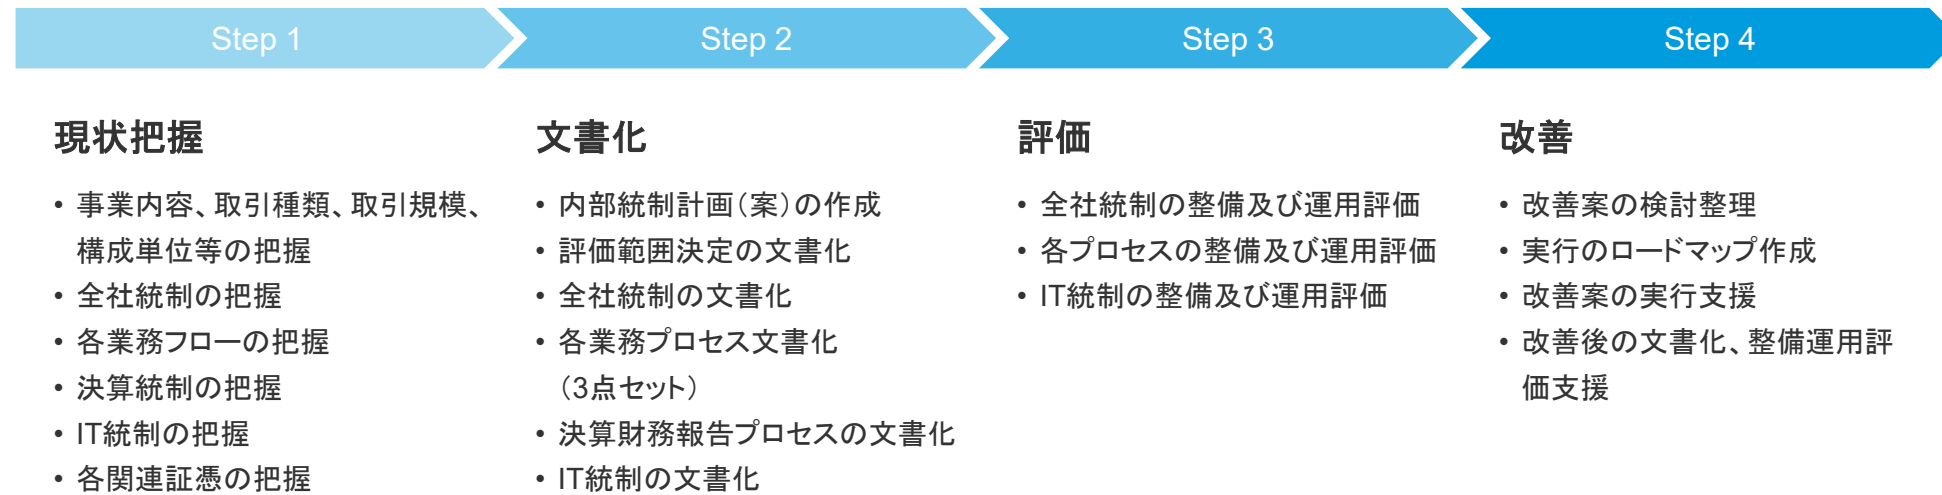 Step 1
Step 2
Step 3
Step 4
現状把握
• 事業内容、取引種類、取引規模、
構成単位等の把握
• 全社統制の把握
• 各業務フローの把握
• 決算統制の把握
• IT統制の把握
• 各関連証憑の把握
文書化
• 内部統制計画（案）の作成
• 評価範囲決定の文書化
• 全社統制の文書化
• 各業務プロセス文書化
（3点セット）
• 決算財務報告プロセスの文書化
• IT統制の文書化
評価
• 全社統制の整備及び運用評価
• 各プロセスの整備及び運用評価
• IT統制の整備及び運用評価
改善
• 改善案の検討整理
• 実行のロードマップ作成
• 改善案の実行支援
• 改善後の文書化、整備運用評
価支援